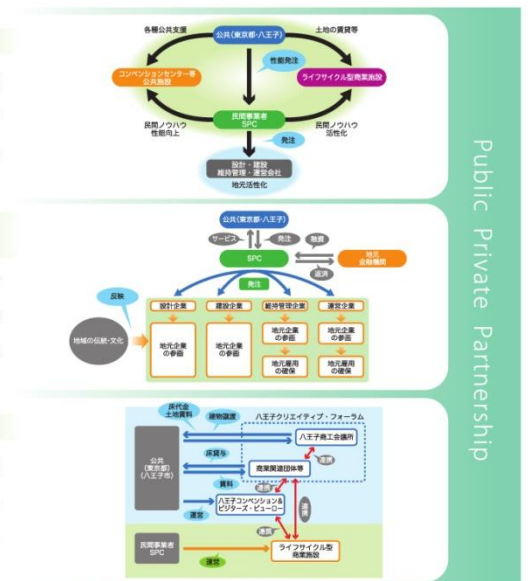 各種公共支援
公共(東京都・八王子)
土地の賃貸等
コンベンションセンター等
公共施設
性能発注
ライフサイクル型商業施設
民間ノウハウ
性能向上
民間事業者
SPC
民間ノウハウ
活性化
発注
設計・建設
維持管理・運営会社
地元活性化
公共(東京都・八王子)
サービス
発注
融資
SPC
地元
金融機関
返済
発注
反映
設計企業
建設企業
維持管理企業
運営企業
地域の伝統・文化
地元企業
の参画
地元企業
の参画
地元企業
の参画
地元企業
の参画
地元雇用
の確保
地元雇用
の確保
床代金
土地賃料
建物譲渡
八王子クリエイティブ・フォーラム
八王子商工会議所
公共
(東京都)
(八王子市)
床貸与
連携
商業関連団体等
賃料
連携
八王子コンベンション&
ビジターズ・ビューロー
運営
連携
連携
民間事業者
SPC
ライフサイクル型
商業施設
運営
Public Private Partnership